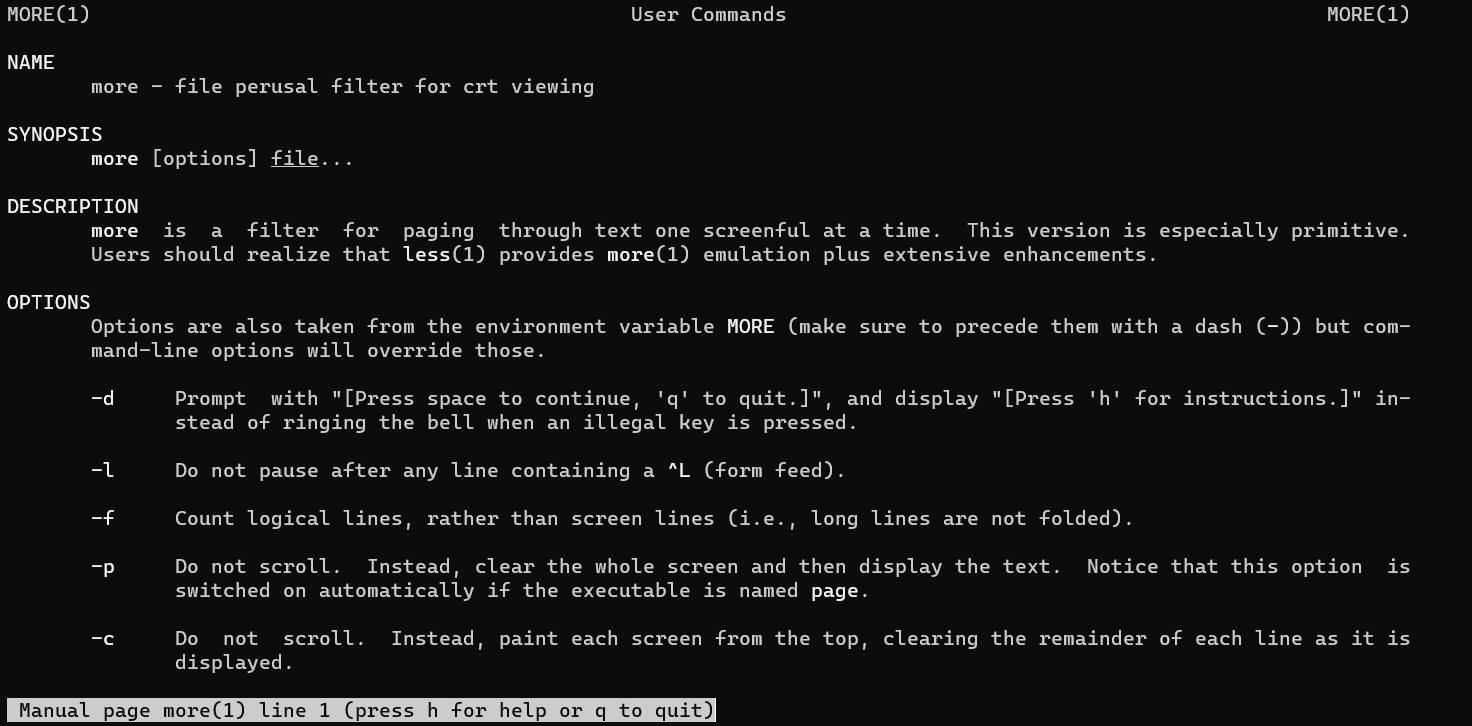 MORE(1) User Commands MORE(1)
NAME
more - file perusal filter for crt viewing
SYNOPSIS
more [options] file...
DESCRIPTION
more is a filter for paging through text one screenful at a time. This version is especially primitive.
Users should realize that less(1) provides more(1) emulation plus extensive enhancements.
OPTIONS
Options are also taken from the environment variable MORE (make sure to precede them with a dash (-)) but com-
mand-line options will override those.
-d Prompt with "[Press space to continue, 'q' to quit.]", and display "[Press 'h' for instructions.]" in-
stead of ringing the bell when an illegal key is pressed.
-l Do not pause after any line containing a ^L (form feed).
-f Count logical lines, rather than screen lines (i.e., long lines are not folded).
-p Do not scroll. Instead, clear the whole screen and then display the text. Notice that this option is
switched on automatically if the executable is named page.
-c Do not scroll. Instead, paint each screen from the top, clearing the remainder of each line as it is
displayed.
Manual page more(1) line 1 (press h for help or q to quit)